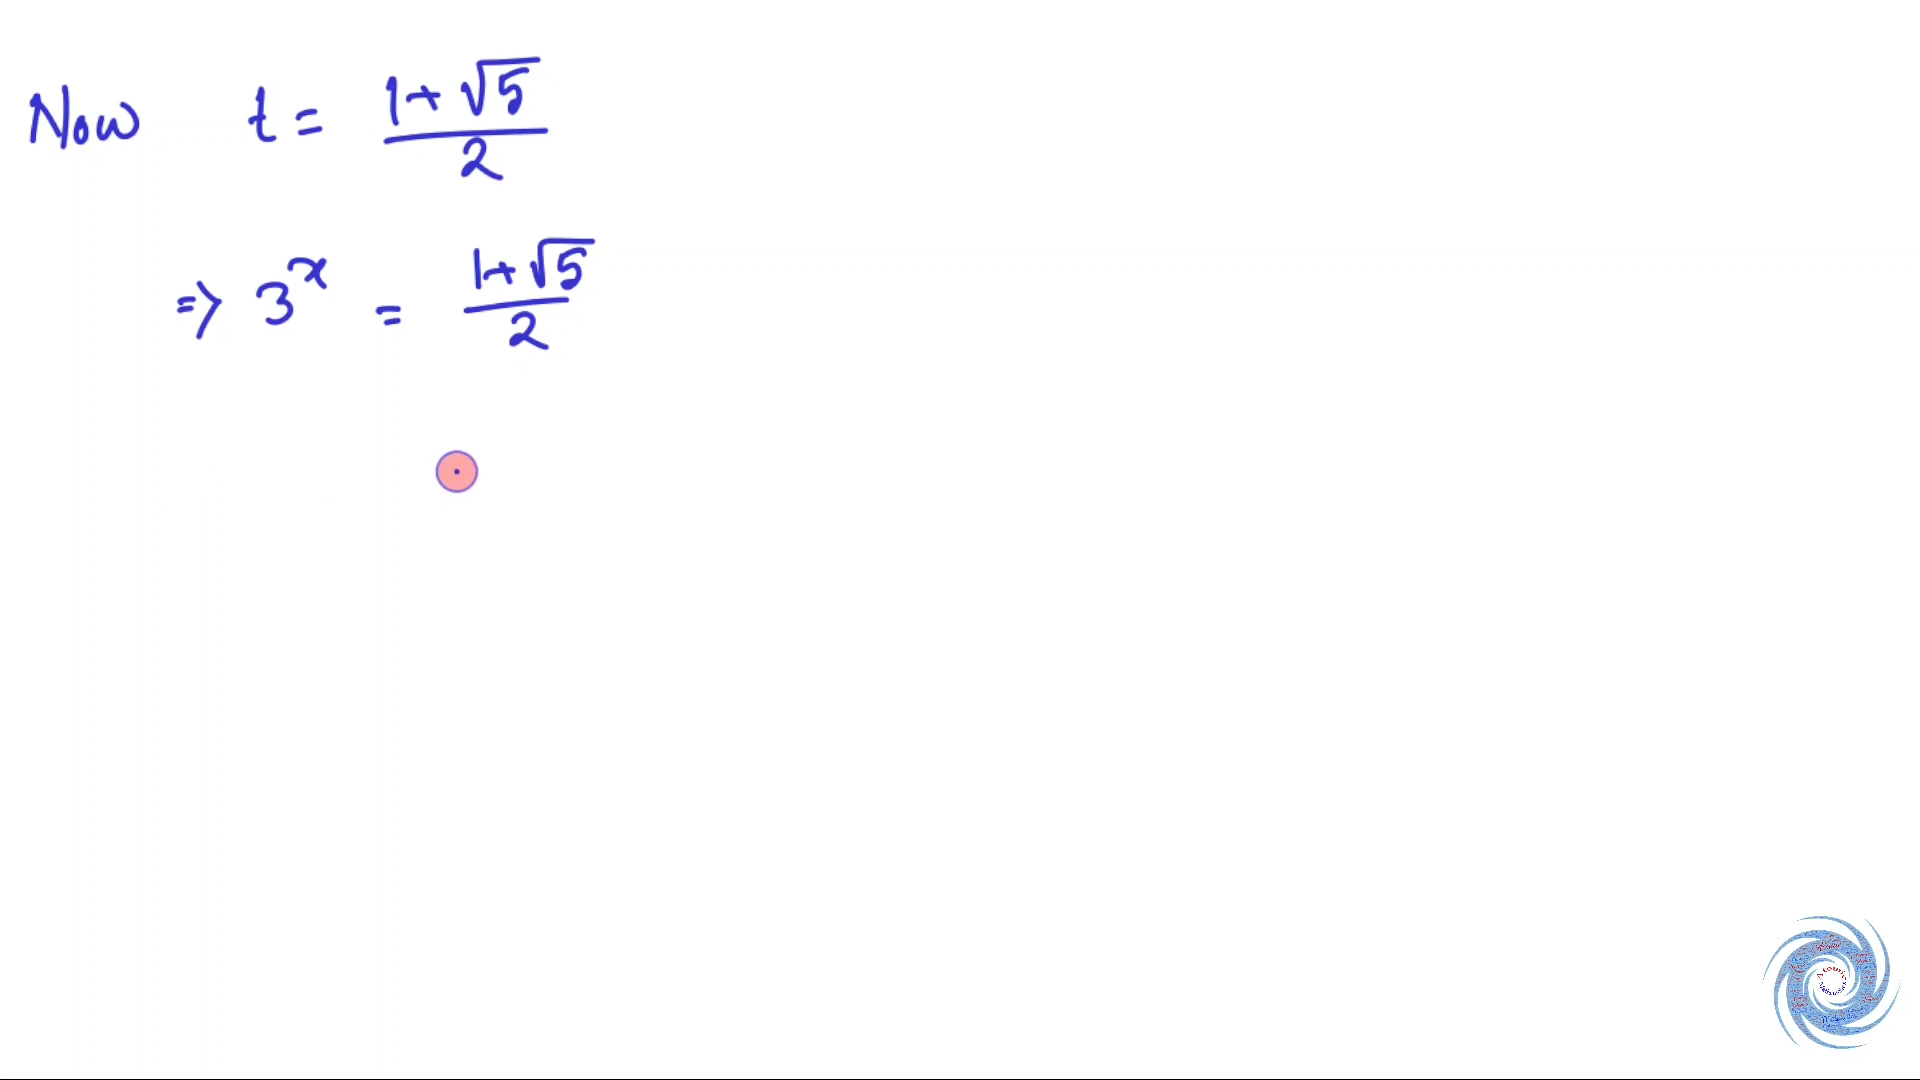 Now t = (1+√5)/2
⇒ 3^x = (1+√5)/2